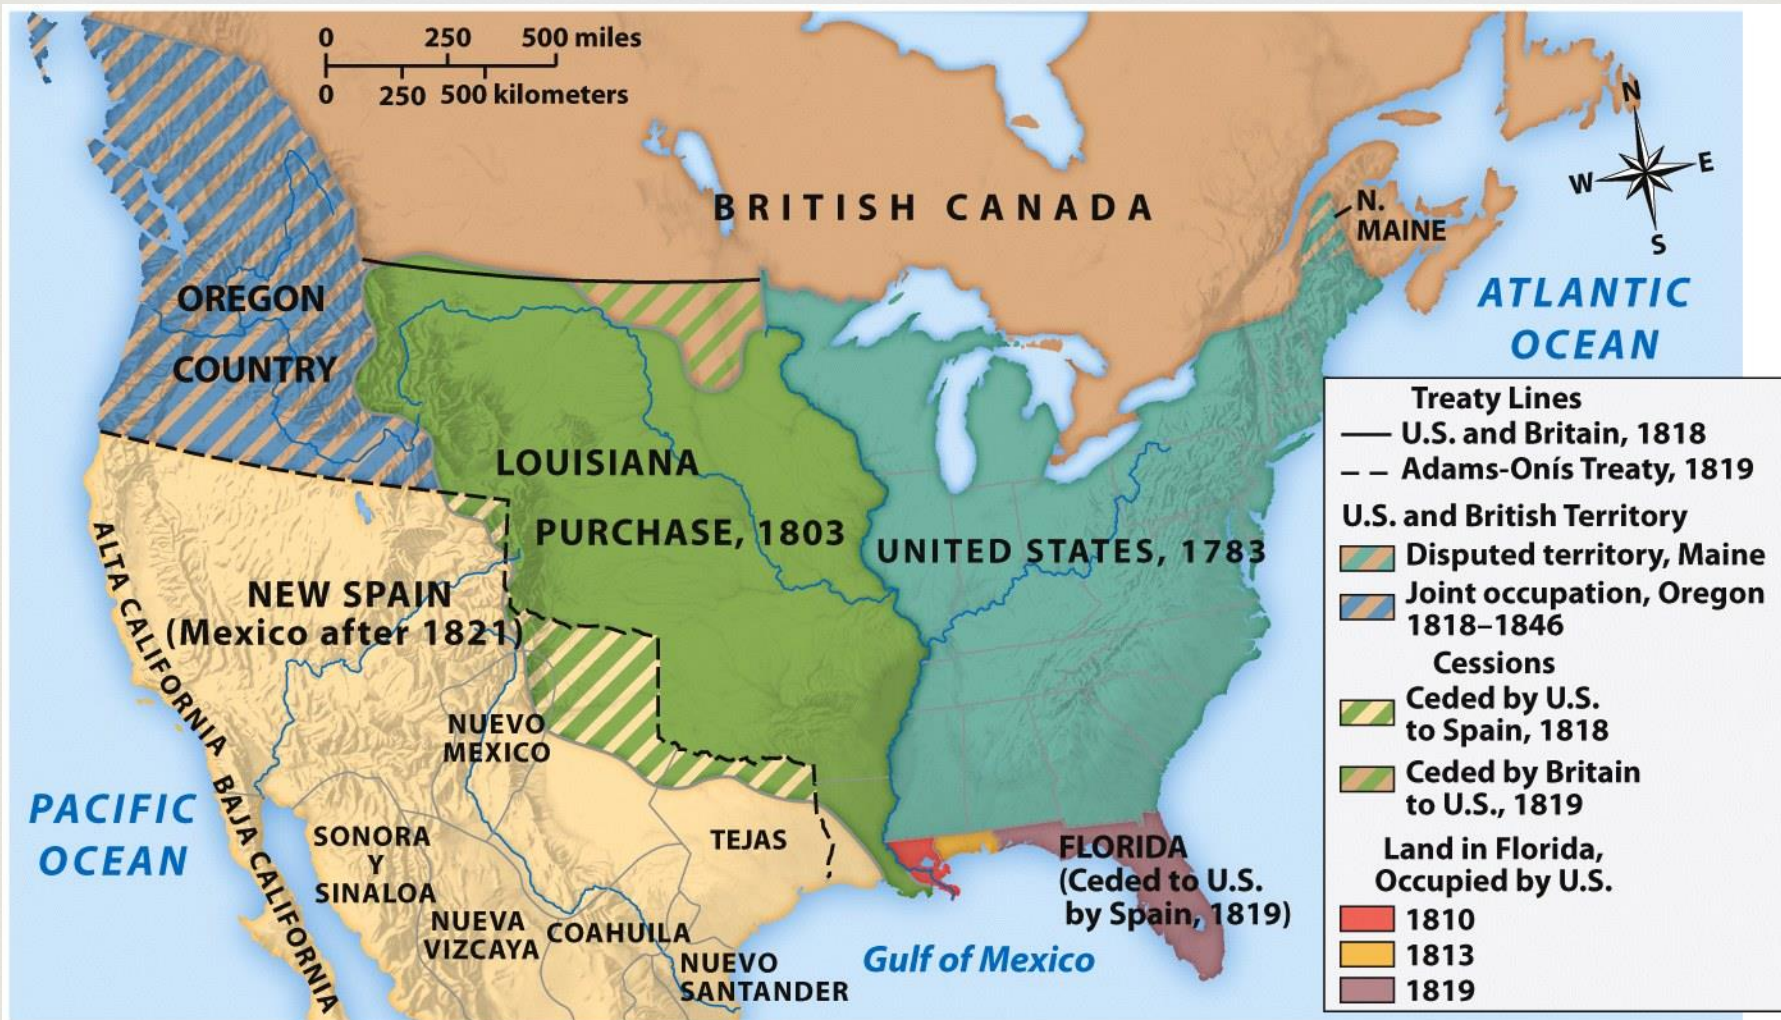 0 250 500 miles
0 250 500 kilometers
N
W E
S
BRITISH CANADA
N.
MAINE
ATLANTIC
OCEAN
OREGON
COUNTRY
LOUISIANA
PURCHASE, 1803
UNITED STATES, 1783
NEW SPAIN
(Mexico after 1821)
ALTA CALIFORNIA
BAJA CALIFORNIA
NUEVO
MEXICO
PACIFIC
OCEAN
SONORA
Y
SINALOA
NUEVA
VIZCAYA
COAHUILA
TEJAS
NUEVO
SANTANDER
FLORIDA
(Ceded to U.S.
by Spain, 1819)
Gulf of Mexico
Treaty Lines
U.S. and Britain, 1818
Adams-Onís Treaty, 1819
U.S. and British Territory
Disputed territory, Maine
Joint occupation, Oregon
1818–1846
Cessions
Ceded by U.S.
to Spain, 1818
Ceded by Britain
to U.S., 1819
Land in Florida,
Occupied by U.S.
1810
1813
1819